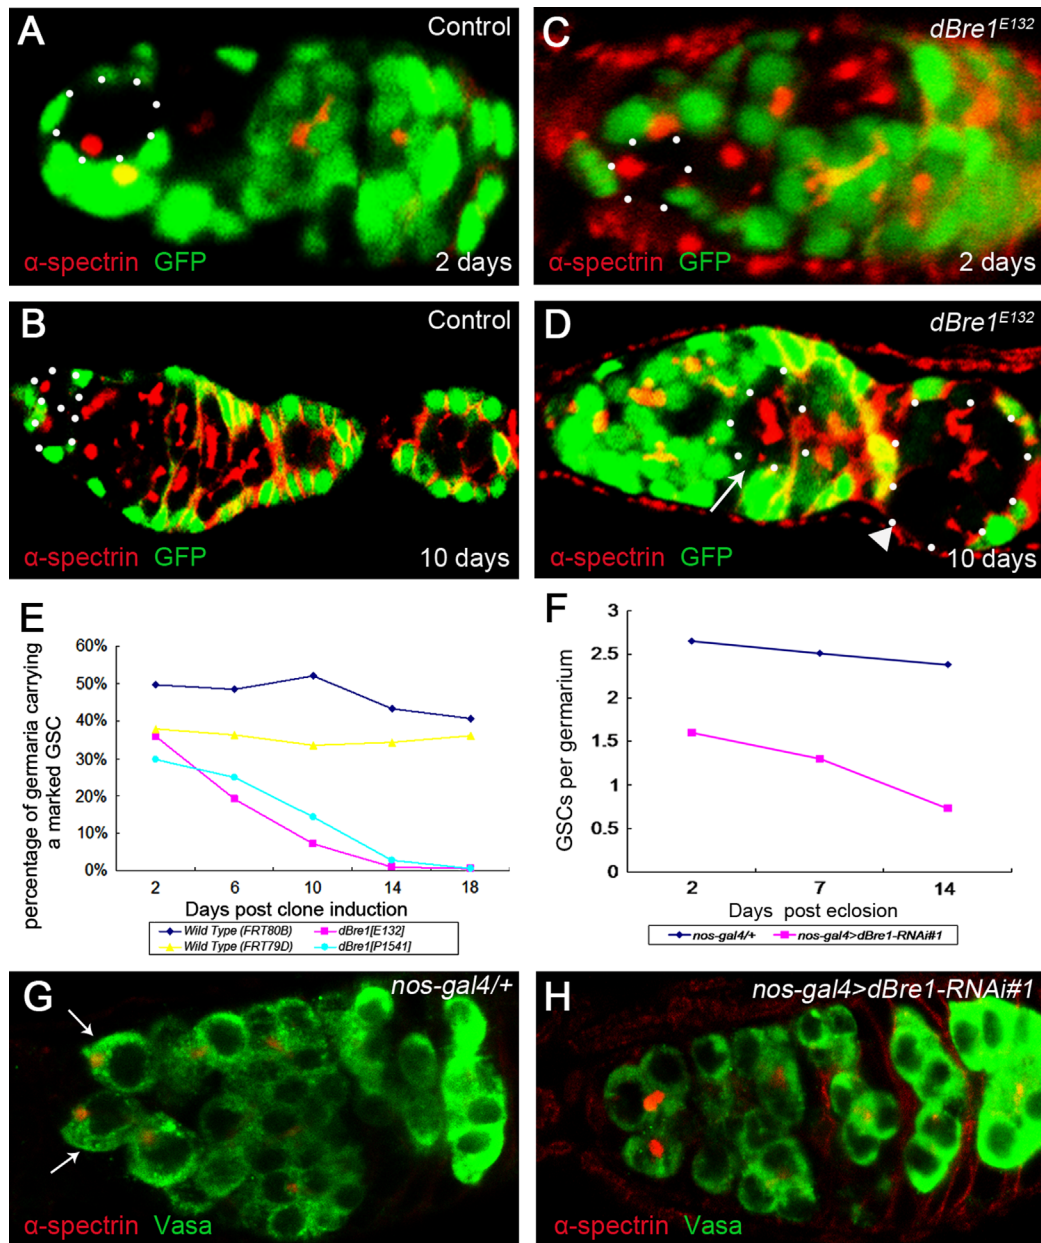 A
Control
α-spectrin GFP
2 days
C
dBre1E132
α-spectrin GFP
2 days
B
Control
α-spectrin GFP
10 days
D
dBre1E132
α-spectrin GFP
10 days
E
percentage of germaria carrying
a marked GSC
60%
50%
40%
30%
20%
10%
0%
2 6 10 14 18
Days post clone induction
Wild Type (FRT80B) dBre1[E132]
Wild Type (FRT79D) dBre1[P1541]
F
GSCs per germarium
3
2.5
2
1.5
1
0.5
0
2 7 14
Days post eclosion
nos-gal4/+ nos-gal4>dBre1-RNAi#1
G
nos-gal4/+
α-spectrin Vasa
H
nos-gal4>dBre1-RNAi#1
α-spectrin Vasa